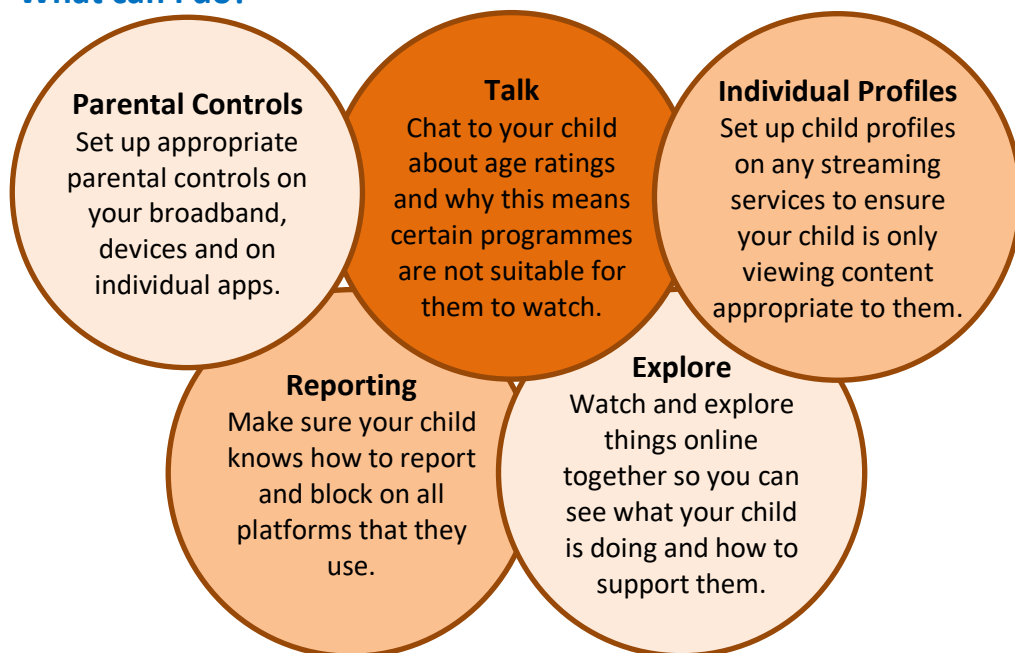 What can I do?
Parental Controls
Set up appropriate
parental controls on
your broadband,
devices and on
individual apps.
Talk
Chat to your child
about age ratings
and why this means
certain programmes
are not suitable for
them to watch.
Individual Profiles
Set up child profiles
on any streaming
services to ensure
your child is only
viewing content
appropriate to them.
Reporting
Make sure your child
knows how to report
and block on all
platforms that they
use.
Explore
Watch and explore
things online
together so you can
see what your child
is doing and how to
support them.